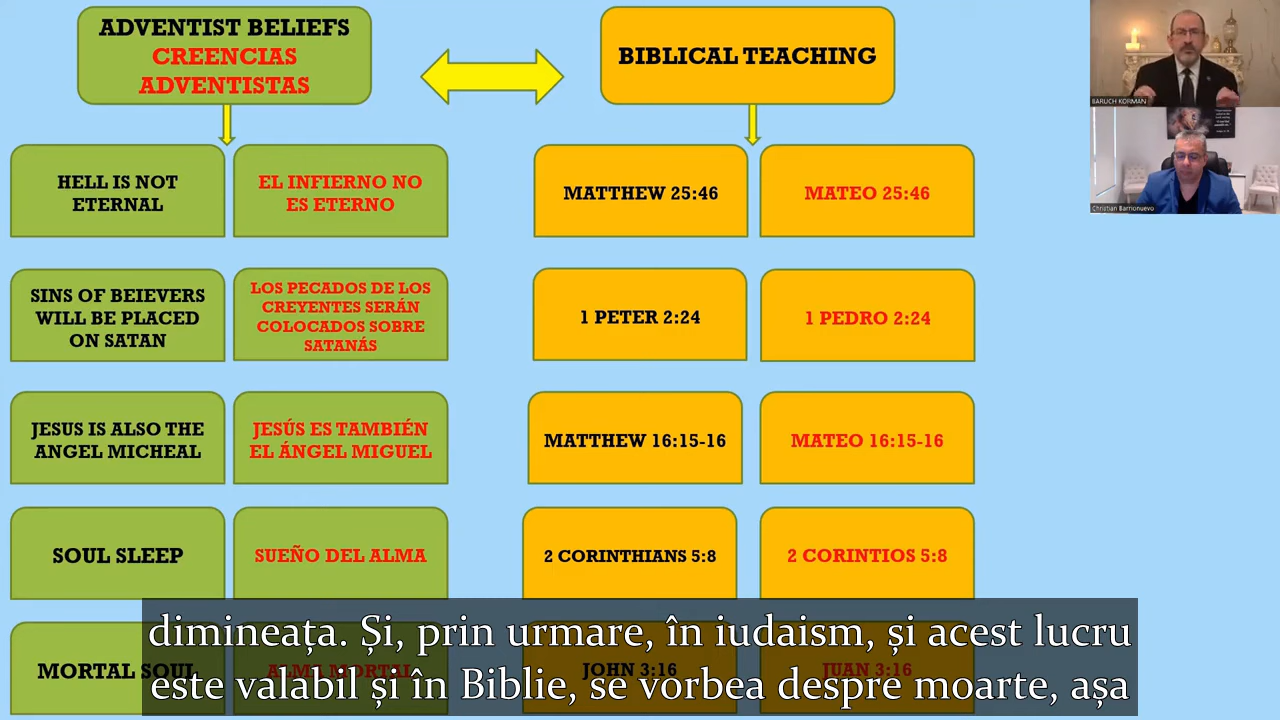 ADVENTIST BELIEFS
CREENCIAS
ADVENTISTAS
BIBLICAL TEACHING
HELL IS NOT
ETERNAL
EL INFIERNO NO
ES ETERNO
MATTHEW 25:46
MATEO 25:46
SINS OF BEIEVERS
WILL BE PLACED
ON SATAN
LOS PECADOS DE LOS
CREYENTES SERÁN
COLOCADOS SOBRE
SATANÁS
1 PETER 2:24
1 PEDRO 2:24
JESUS IS ALSO THE
ANGEL MICHEAL
JESÚS ES TAMBIÉN
EL ÁNGEL MIGUEL
MATTHEW 16:15-16
MATEO 16:15-16
SOUL SLEEP
SUEÑO DEL ALMA
2 CORINTHIANS 5:8
2 CORINTIOS 5:8
MORTAL SOUL
ALMA MORTAL
JOHN 3:16
JUAN 3:16
dimineața. Și, prin urmare, în iudaism, și acest lucru
este valabil și în Biblie, se vorbea despre moarte, așa
BARUCH KORMAN
Christian Barrionuevo